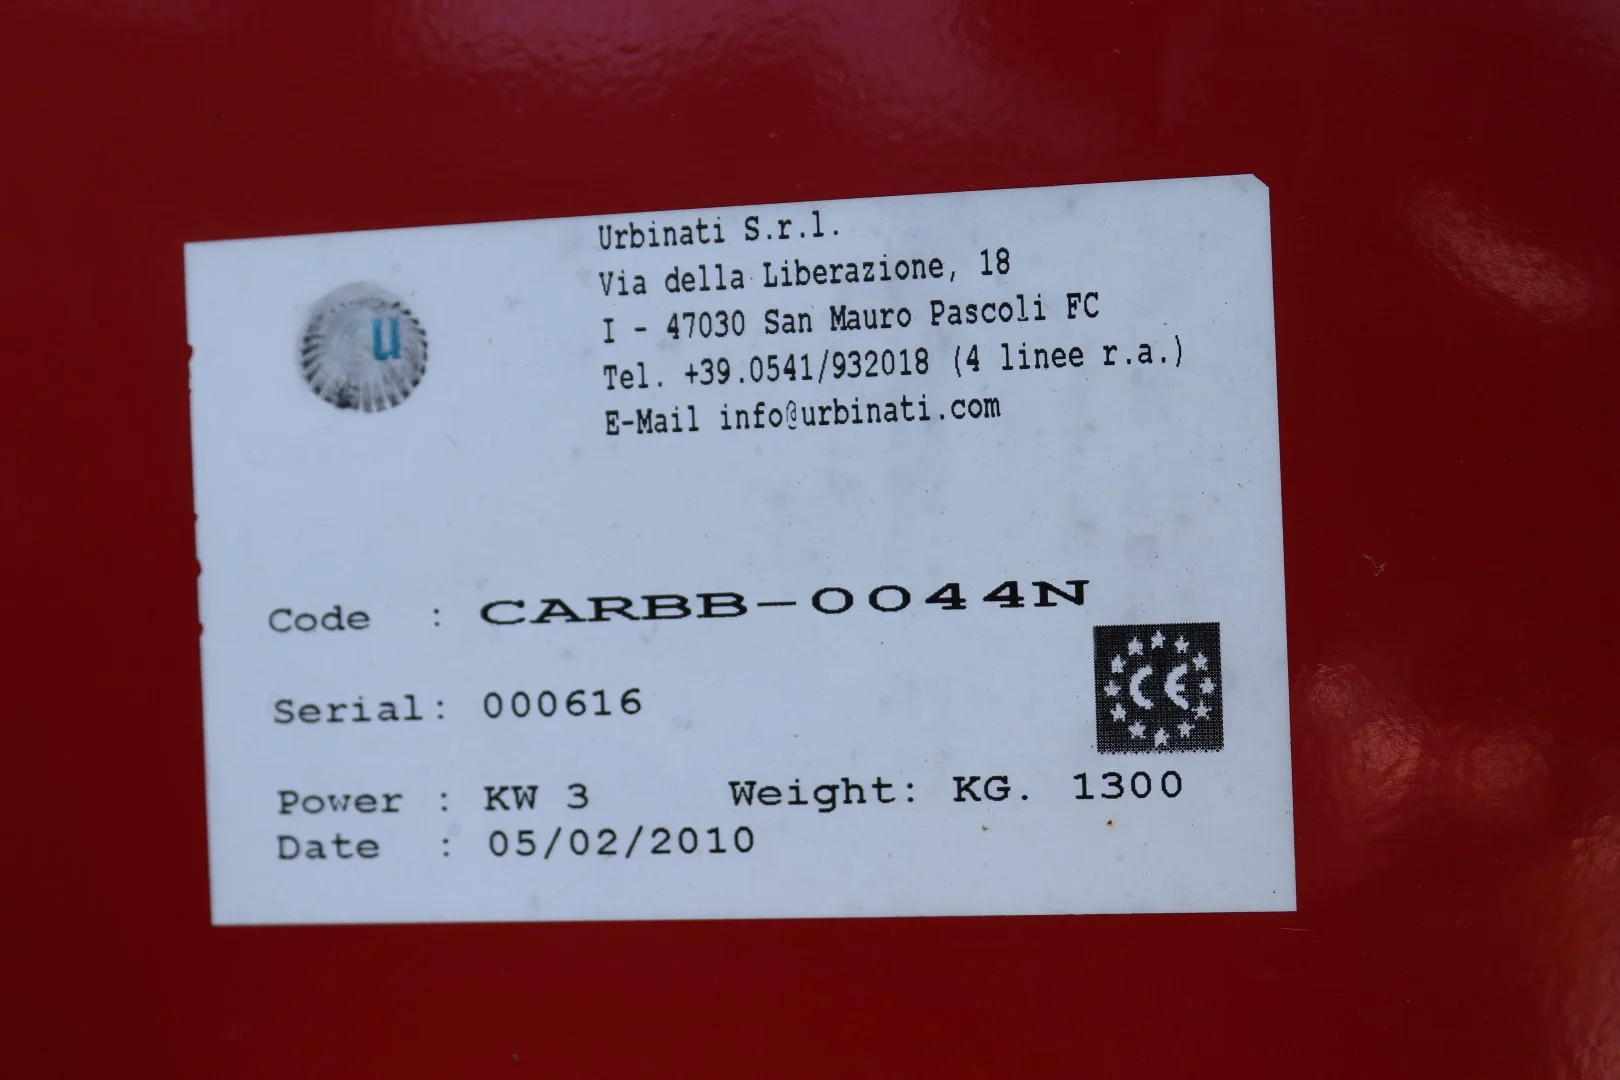 Urbinati S.r.l.
Via della Liberazione, 18
I - 47030 San Mauro Pascoli FC
Tel. +39.0541/932018 (4 linee r.a.)
E-Mail info@urbinati.com
u
Code : CARBB-0044N
Serial: 000616
CE
Power : KW 3 Weight: KG. 1300
Date : 05/02/2010